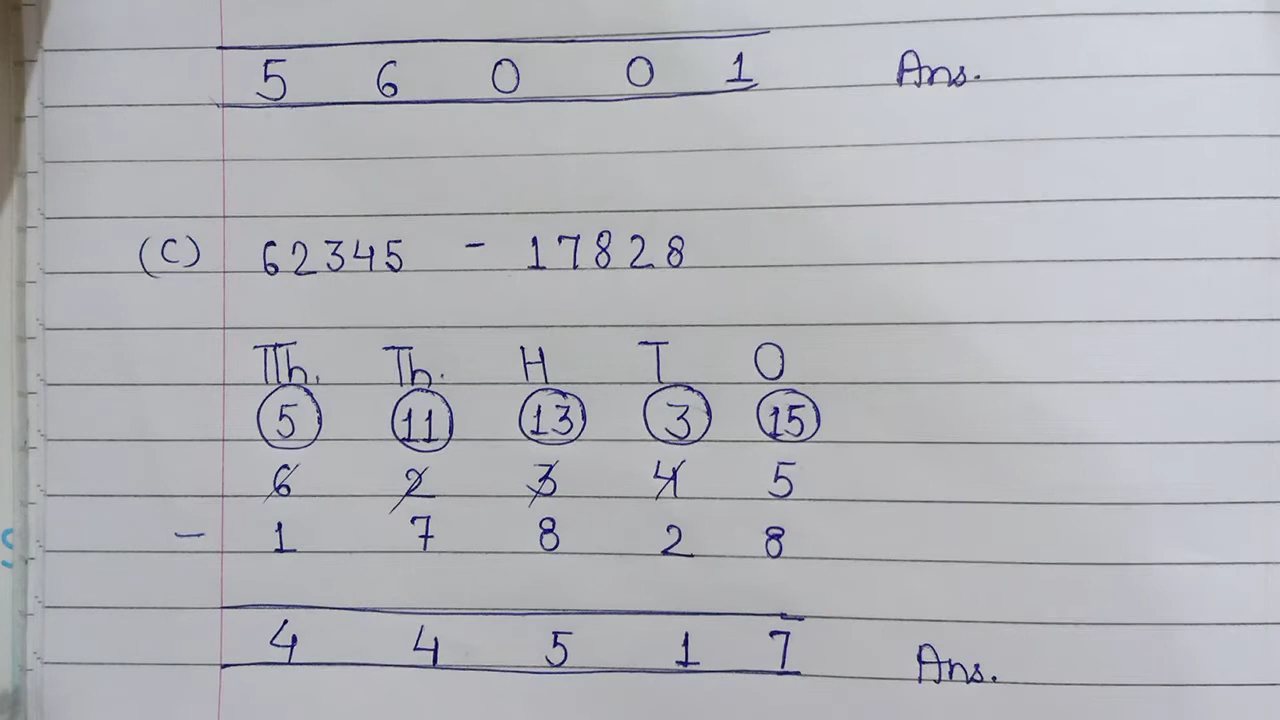 5 6 0 0 1 Ans.
(C) 62345 - 17828
TTh. Th. H T O
5 11 13 3 15
6 2 3 4 5
- 1 7 8 2 8
4 4 5 1 7 Ans.